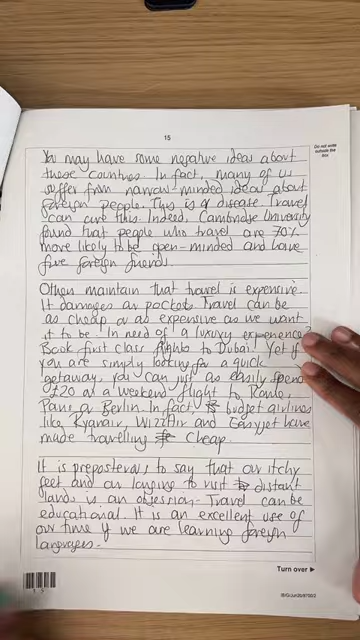 15
Do not write
outside the
box
You may have some negative ideas about
these countries. In fact, many of us
suffer from narrow-minded ideas about
foreign people. This is a disease. Travel
can cure this. Indeed, Cambridge University
found that people who travel are 70%
more likely to be open-minded and have
five foreign friends.
Others maintain that travel is expensive.
It damages our pockets. Travel can be
as cheap or as expensive as we want
it to be. In need of a luxury experience?
Book first class flights to Dubai. Yet if
you are simply looking for a quick
getaway, you can just as easily spend
£20 on a weekend flight to Rome,
Paris or Berlin. In fact, budget airlines
like Ryanair, WizzAir and Easyjet have
made travelling cheap.
It is preposterous to say that our itchy
feet and our longing to visit distant
lands is an obsession. Travel can be
educational. It is an excellent use of
our time if we are learning foreign
languages.
Turn over ►
IB/G/Jun20/8700/2